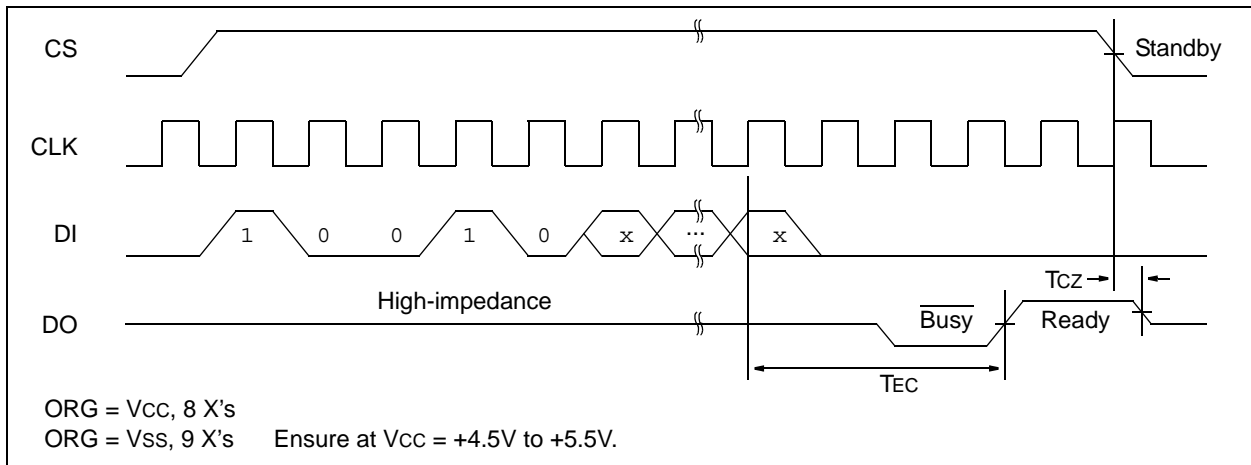 CS
Standby
CLK
DI
1 0 0 1 0 x ... x
TCZ
High-impedance
DO
Busy
Ready
TEC
ORG = VCC, 8 X's
ORG = VSS, 9 X's Ensure at VCC = +4.5V to +5.5V.